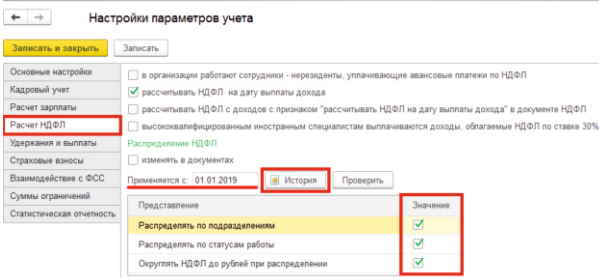 Настройки параметров учета
Записать и закрыть
Записать
Основные настройки
Кадровый учет
Расчет зарплаты
Расчет НДФЛ
Удержания и выплаты
Страховые взносы
Взаимодействие с ФСС
Суммы ограничений
Статистическая отчетность
в организации работают сотрудники - нерезиденты, уплачивающие авансовые платежи по НДФЛ
рассчитывать НДФЛ на дату выплаты дохода
рассчитывать НДФЛ с доходов с признаком "рассчитывать НДФЛ на дату выплаты дохода" в документе НДФЛ
высококвалифицированным иностранным специалистам выплачиваются доходы, облагаемые НДФЛ по ставке 30%
Распределение НДФЛ
изменять в документах
Применяется с: 01.01.2019 История Проверить
Представление Значение
Распределять по подразделениям
Распределять по статусам работы
Округлять НДФЛ до рублей при распределении